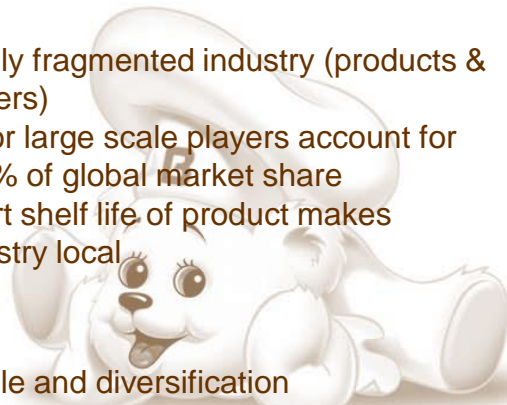 ly fragmented industry (products &
ers)
or large scale players account for
% of global market share
rt shelf life of product makes
stry local
le and diversification